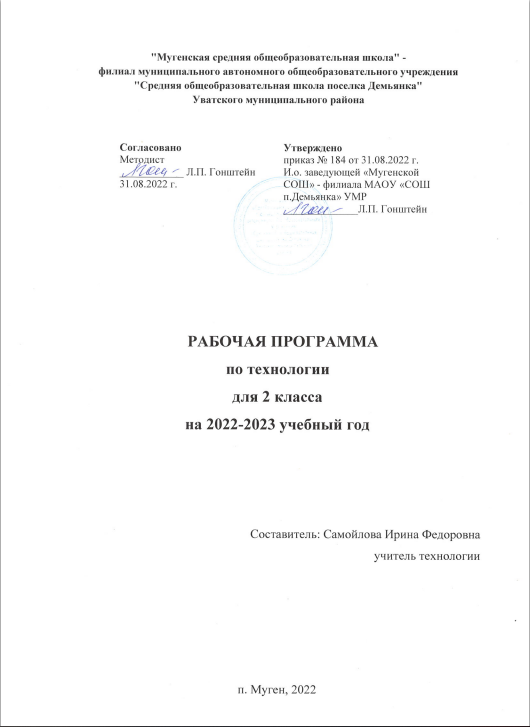 "Мугенская средняя общеобразовательная школа" -
филиал муниципального автономного общеобразовательного учреждения
"Средняя общеобразовательная школа поселка Демьянка"
Уватского муниципального района
Согласовано
Методист
Л.П. Гонштейн
31.08.2022 г.
Утверждено
приказ № 184 от 31.08.2022 г.
И.о. заведующей «Мугенской
СОШ» - филиала МАОУ «СОШ
п.Демьянка» УМР
Л.П. Гонштейн
РАБОЧАЯ ПРОГРАММА
по технологии
для 2 класса
на 2022-2023 учебный год
Составитель: Самойлова Ирина Федоровна
учитель технологии
п. Муген, 2022